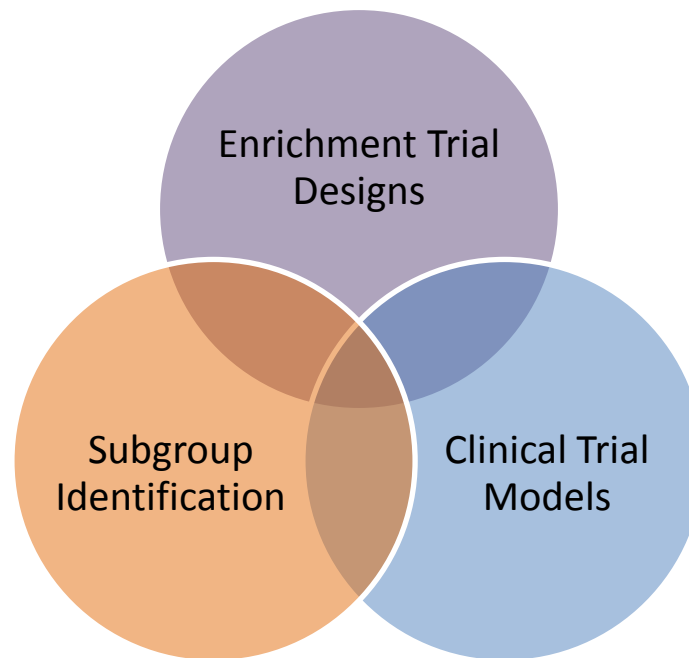 Enrichment Trial
Designs
Subgroup
Identification
Clinical Trial
Models